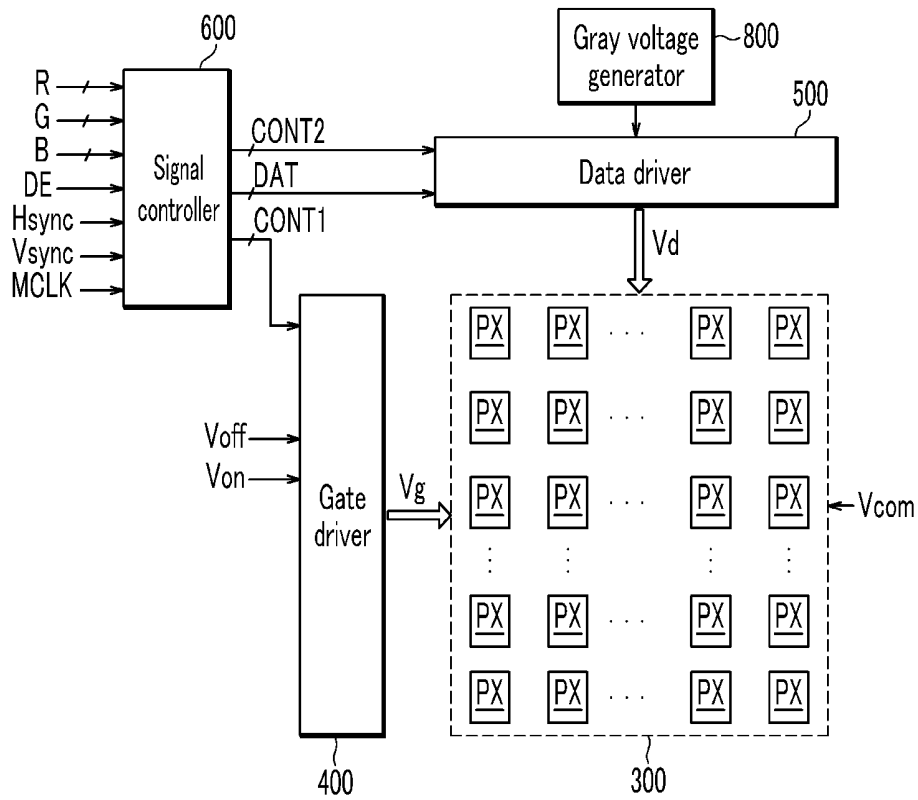 600
R
G
B
DE
Hsync
Vsync
MCLK
Signal
controller
CONT2
DAT
CONT1
Gray voltage
generator
800
500
Data driver
Vd
Voff
Von
Gate
driver
Vg
400
PX PX . . . PX PX
PX PX . . . PX PX
PX PX . . . PX PX
PX PX . . . PX PX
PX PX . . . PX PX
Vcom
300